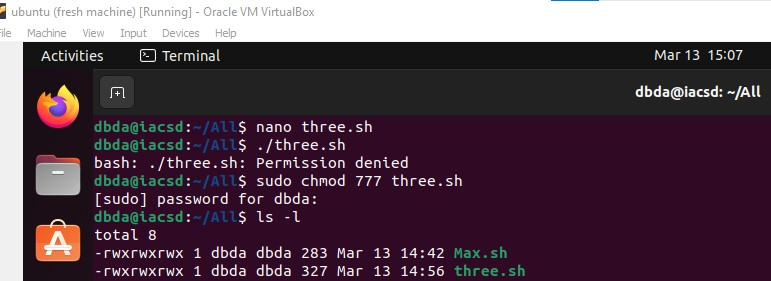 ubuntu (fresh machine) [Running] - Oracle VM VirtualBox
File Machine View Input Devices Help
Activities Terminal Mar 13 15:07
dbda@iacsd: ~/All
dbda@iacsd:~/All$ nano three.sh
dbda@iacsd:~/All$ ./three.sh
bash: ./three.sh: Permission denied
dbda@iacsd:~/All$ sudo chmod 777 three.sh
[sudo] password for dbda:
dbda@iacsd:~/All$ ls -l
total 8
-rwxrwxrwx 1 dbda dbda 283 Mar 13 14:42 Max.sh
-rwxrwxrwx 1 dbda dbda 327 Mar 13 14:56 three.sh